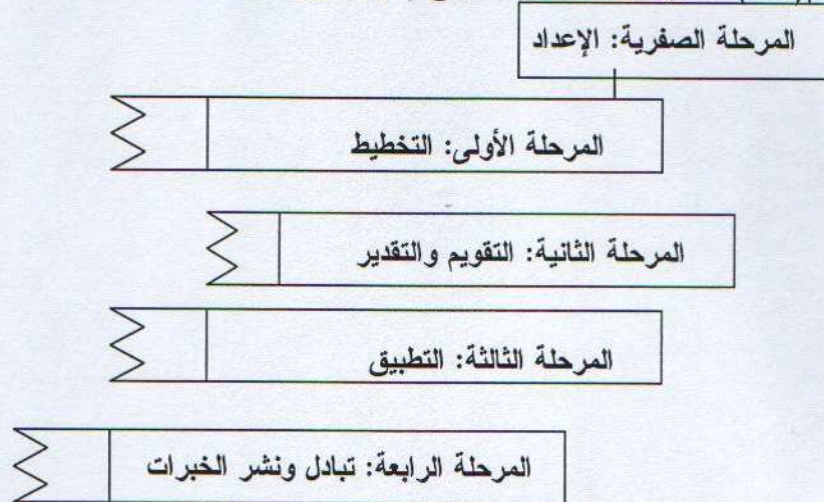 المرحلة الصفرية: الإعداد
المرحلة الأولى: التخطيط
المرحلة الثانية: التقويم والتقدير
المرحلة الثالثة: التطبيق
المرحلة الرابعة: تبادل ونشر الخبرات